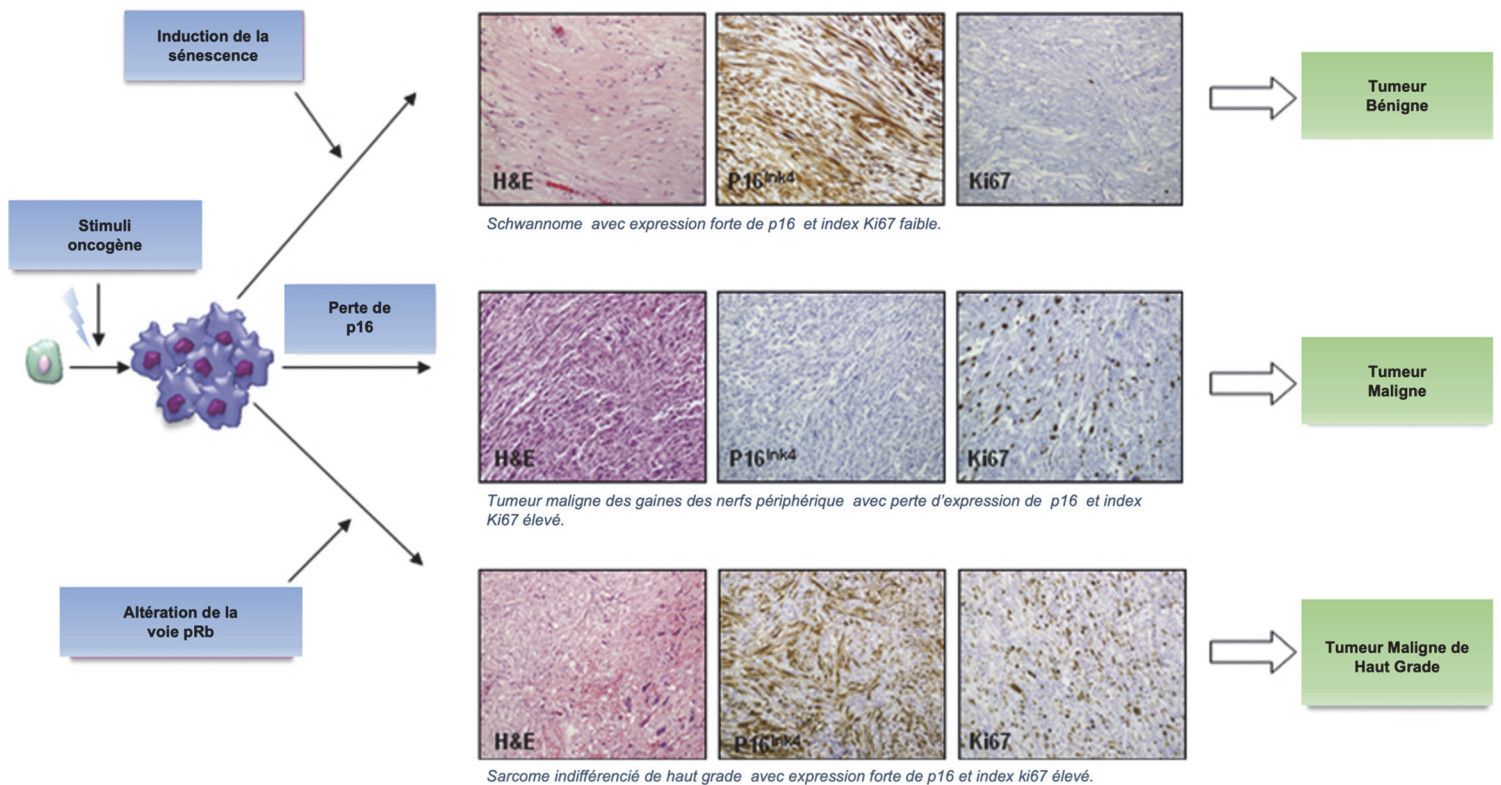 Induction de la
sénescence
Stimuli
oncogène
Perte de
p16
Altération de la
voie pRb
H&E
P16Ink4
Ki67
Schwannome avec expression forte de p16 et index Ki67 faible.
Tumeur
Bénigne
H&E
P16Ink4
Ki67
Tumeur maligne des gaines des nerfs périphérique avec perte d'expression de p16 et index
Ki67 élevé.
Tumeur
Maligne
H&E
P16Ink4
Ki67
Sarcome indifférencié de haut grade avec expression forte de p16 et index ki67 élevé.
Tumeur Maligne de
Haut Grade